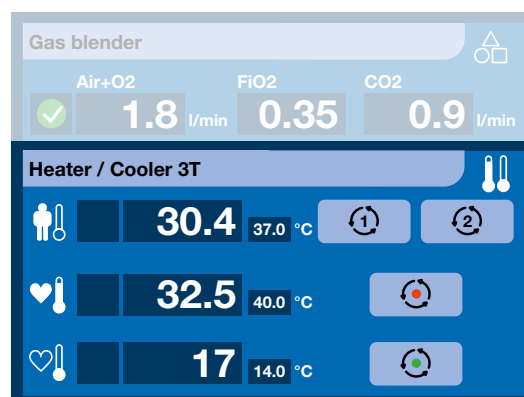 Gas blender
Air+O2 FiO2 CO2
1.8 l/min 0.35 0.9 l/min
Heater / Cooler 3T
30.4 37.0 °C 1 2
32.5 40.0 °C
17 14.0 °C